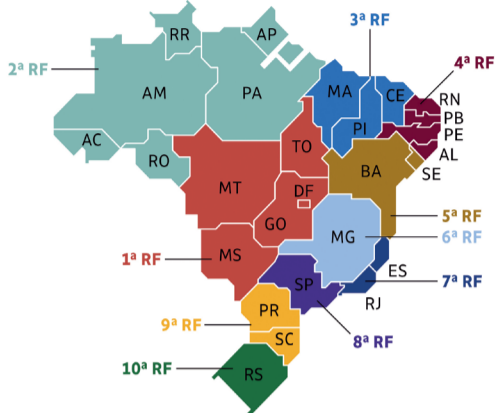 3ª RF
RR
AP
4ª RF
2ª RF
AM
PA
MA
CE
RN
PI
PB
PE
AC
TO
AL
RO
BA
SE
MT
DF
GO
5ª RF
MG
6ª RF
1ª RF
MS
ES
SP
7ª RF
RJ
PR
9ª RF
SC
8ª RF
10ª RF
RS